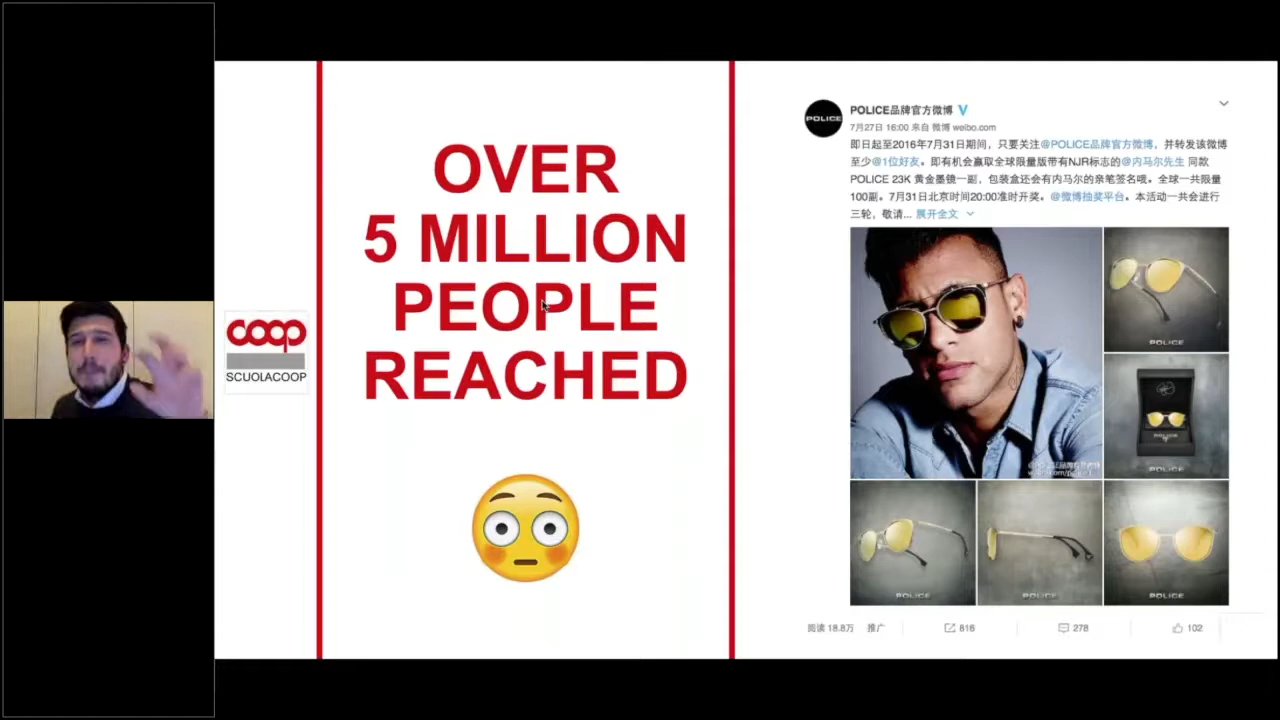 coop
SCUOLACOOP
OVER
5 MILLION
PEOPLE
REACHED
POLICE
POLICE品牌官方微博 V
7月27日 16:00 来自 微博 weibo.com
即日起至2016年7月31日期间，只要关注@POLICE品牌官方微博，并转发该微博
至少@1位好友。即有机会赢取全球限量版带有NJR标志的@内马尔先生 同款
POLICE 23K 黄金墨镜一副，包装盒还会有内马尔的亲笔签名哦。全球一共限量
100副。7月31日北京时间20:00准时开奖。@微博抽奖平台。本活动一共会进行
三轮，敬请... 展开全文
POLICE
POLICE
POLICE
POLICE
POLICE
阅读 18.8万 推广 816 278 102